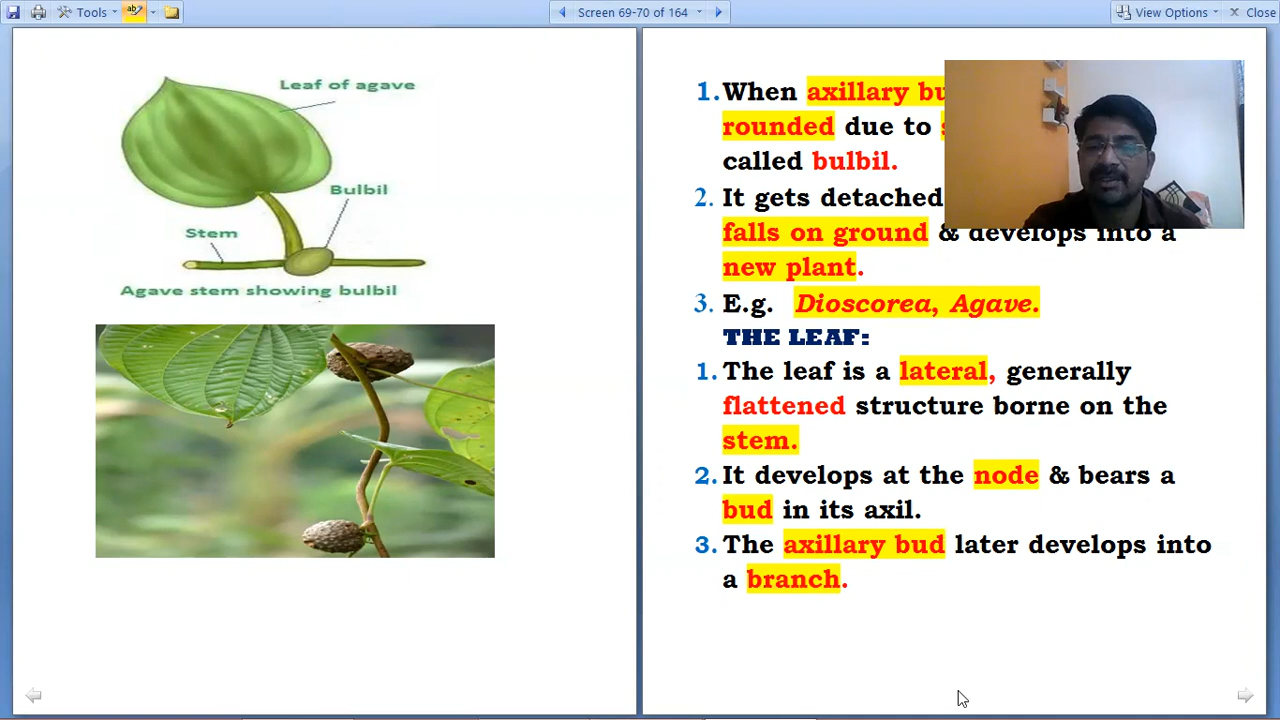 Tools
Screen 69-70 of 164
View Options
Close
Leaf of agave
Bulbil
Stem
Agave stem showing bulbil
1. When axillary
rounded due to
called bulbil.
2. It gets detached
falls on ground & develops into a
new plant.
3. E.g. Dioscorea, Agave.
THE LEAF:
1. The leaf is a lateral, generally
flattened structure borne on the
stem.
2. It develops at the node & bears a
bud in its axil.
3. The axillary bud later develops into
a branch.